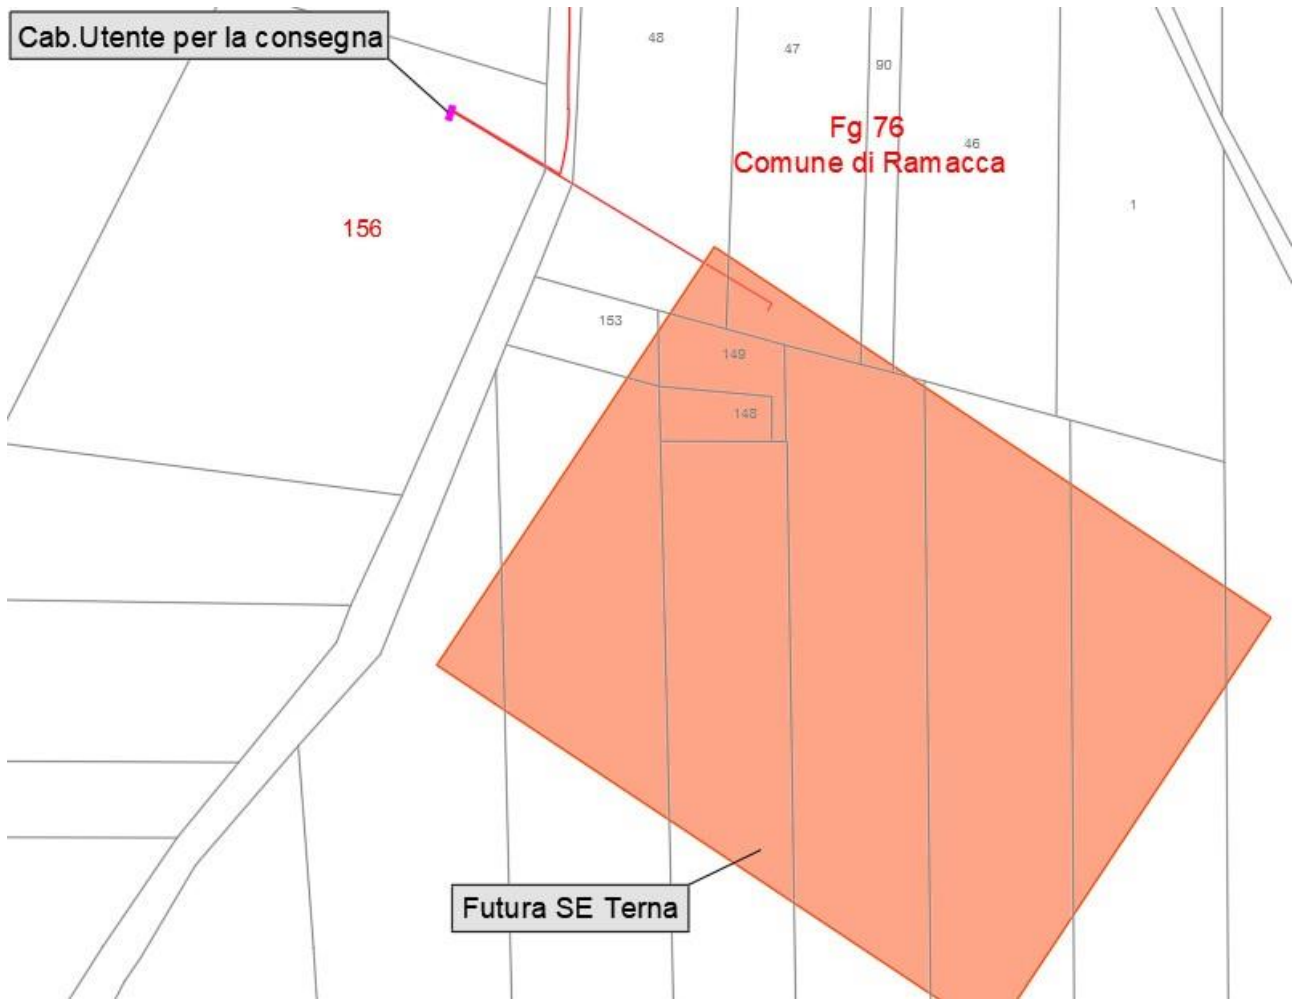 Cab.Utente per la consegna
48
47
90
Fg 76
Comune di Ramacca
46
1
156
153
149
148
Futura SE Terna